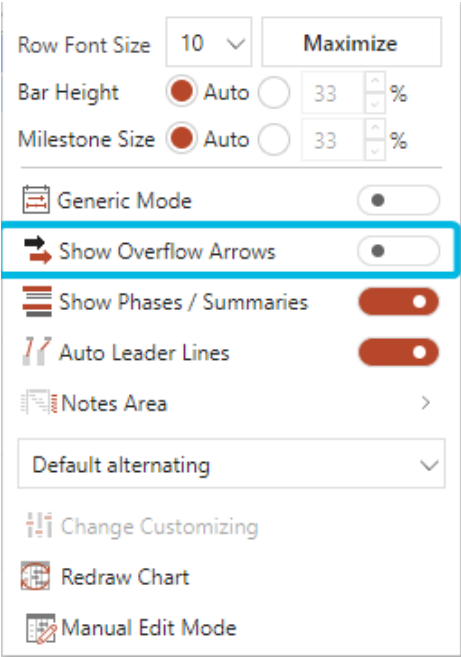 Row Font Size 10 Maximize
Bar Height Auto 33 %
Milestone Size Auto 33 %
Generic Mode
Show Overflow Arrows
Show Phases / Summaries
Auto Leader Lines
Notes Area
Default alternating
Change Customizing
Redraw Chart
Manual Edit Mode